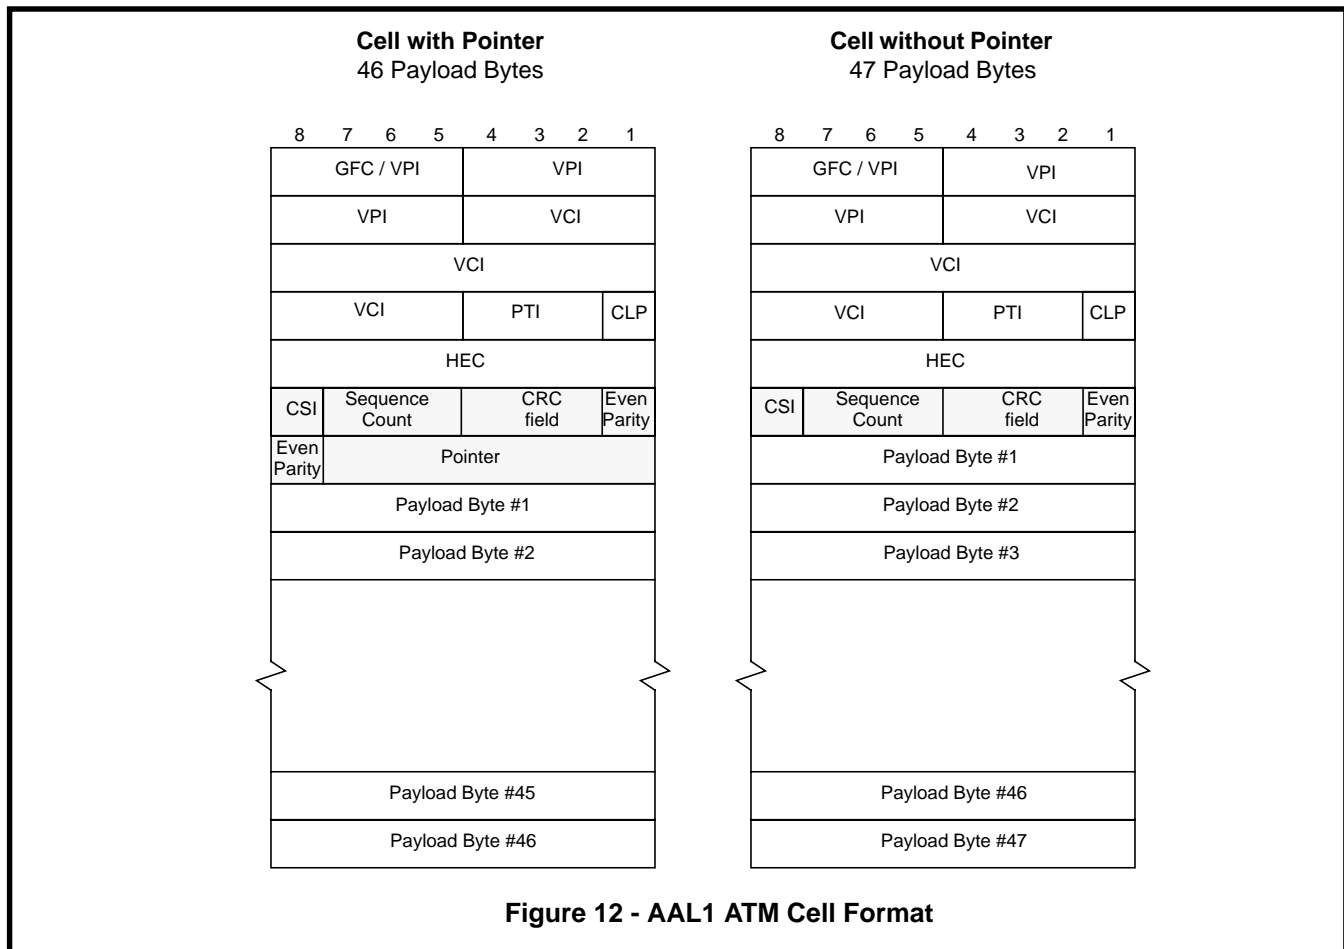 Cell with Pointer
46 Payload Bytes
8 7 6 5 4 3 2 1
GFC / VPI VPI
VPI VCI
VCI
VCI PTI CLP
HEC
CSI Sequence Count CRC field Even Parity
Even Parity Pointer
Payload Byte #1
Payload Byte #2
Payload Byte #45
Payload Byte #46
Cell without Pointer
47 Payload Bytes
8 7 6 5 4 3 2 1
GFC / VPI VPI
VPI VCI
VCI
VCI PTI CLP
HEC
CSI Sequence Count CRC field Even Parity
Payload Byte #1
Payload Byte #2
Payload Byte #3
Payload Byte #46
Payload Byte #47
Figure 12 - AAL1 ATM Cell Format